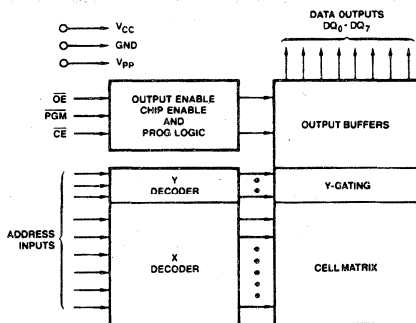 DATA OUTPUTS
DQ0 - DQ7
VCC
GND
VPP
OE
PGM
CE
OUTPUT ENABLE
CHIP ENABLE
AND
PROG LOGIC
OUTPUT BUFFERS
Y
DECODER
Y-GATING
ADDRESS
INPUTS
X
DECODER
CELL MATRIX